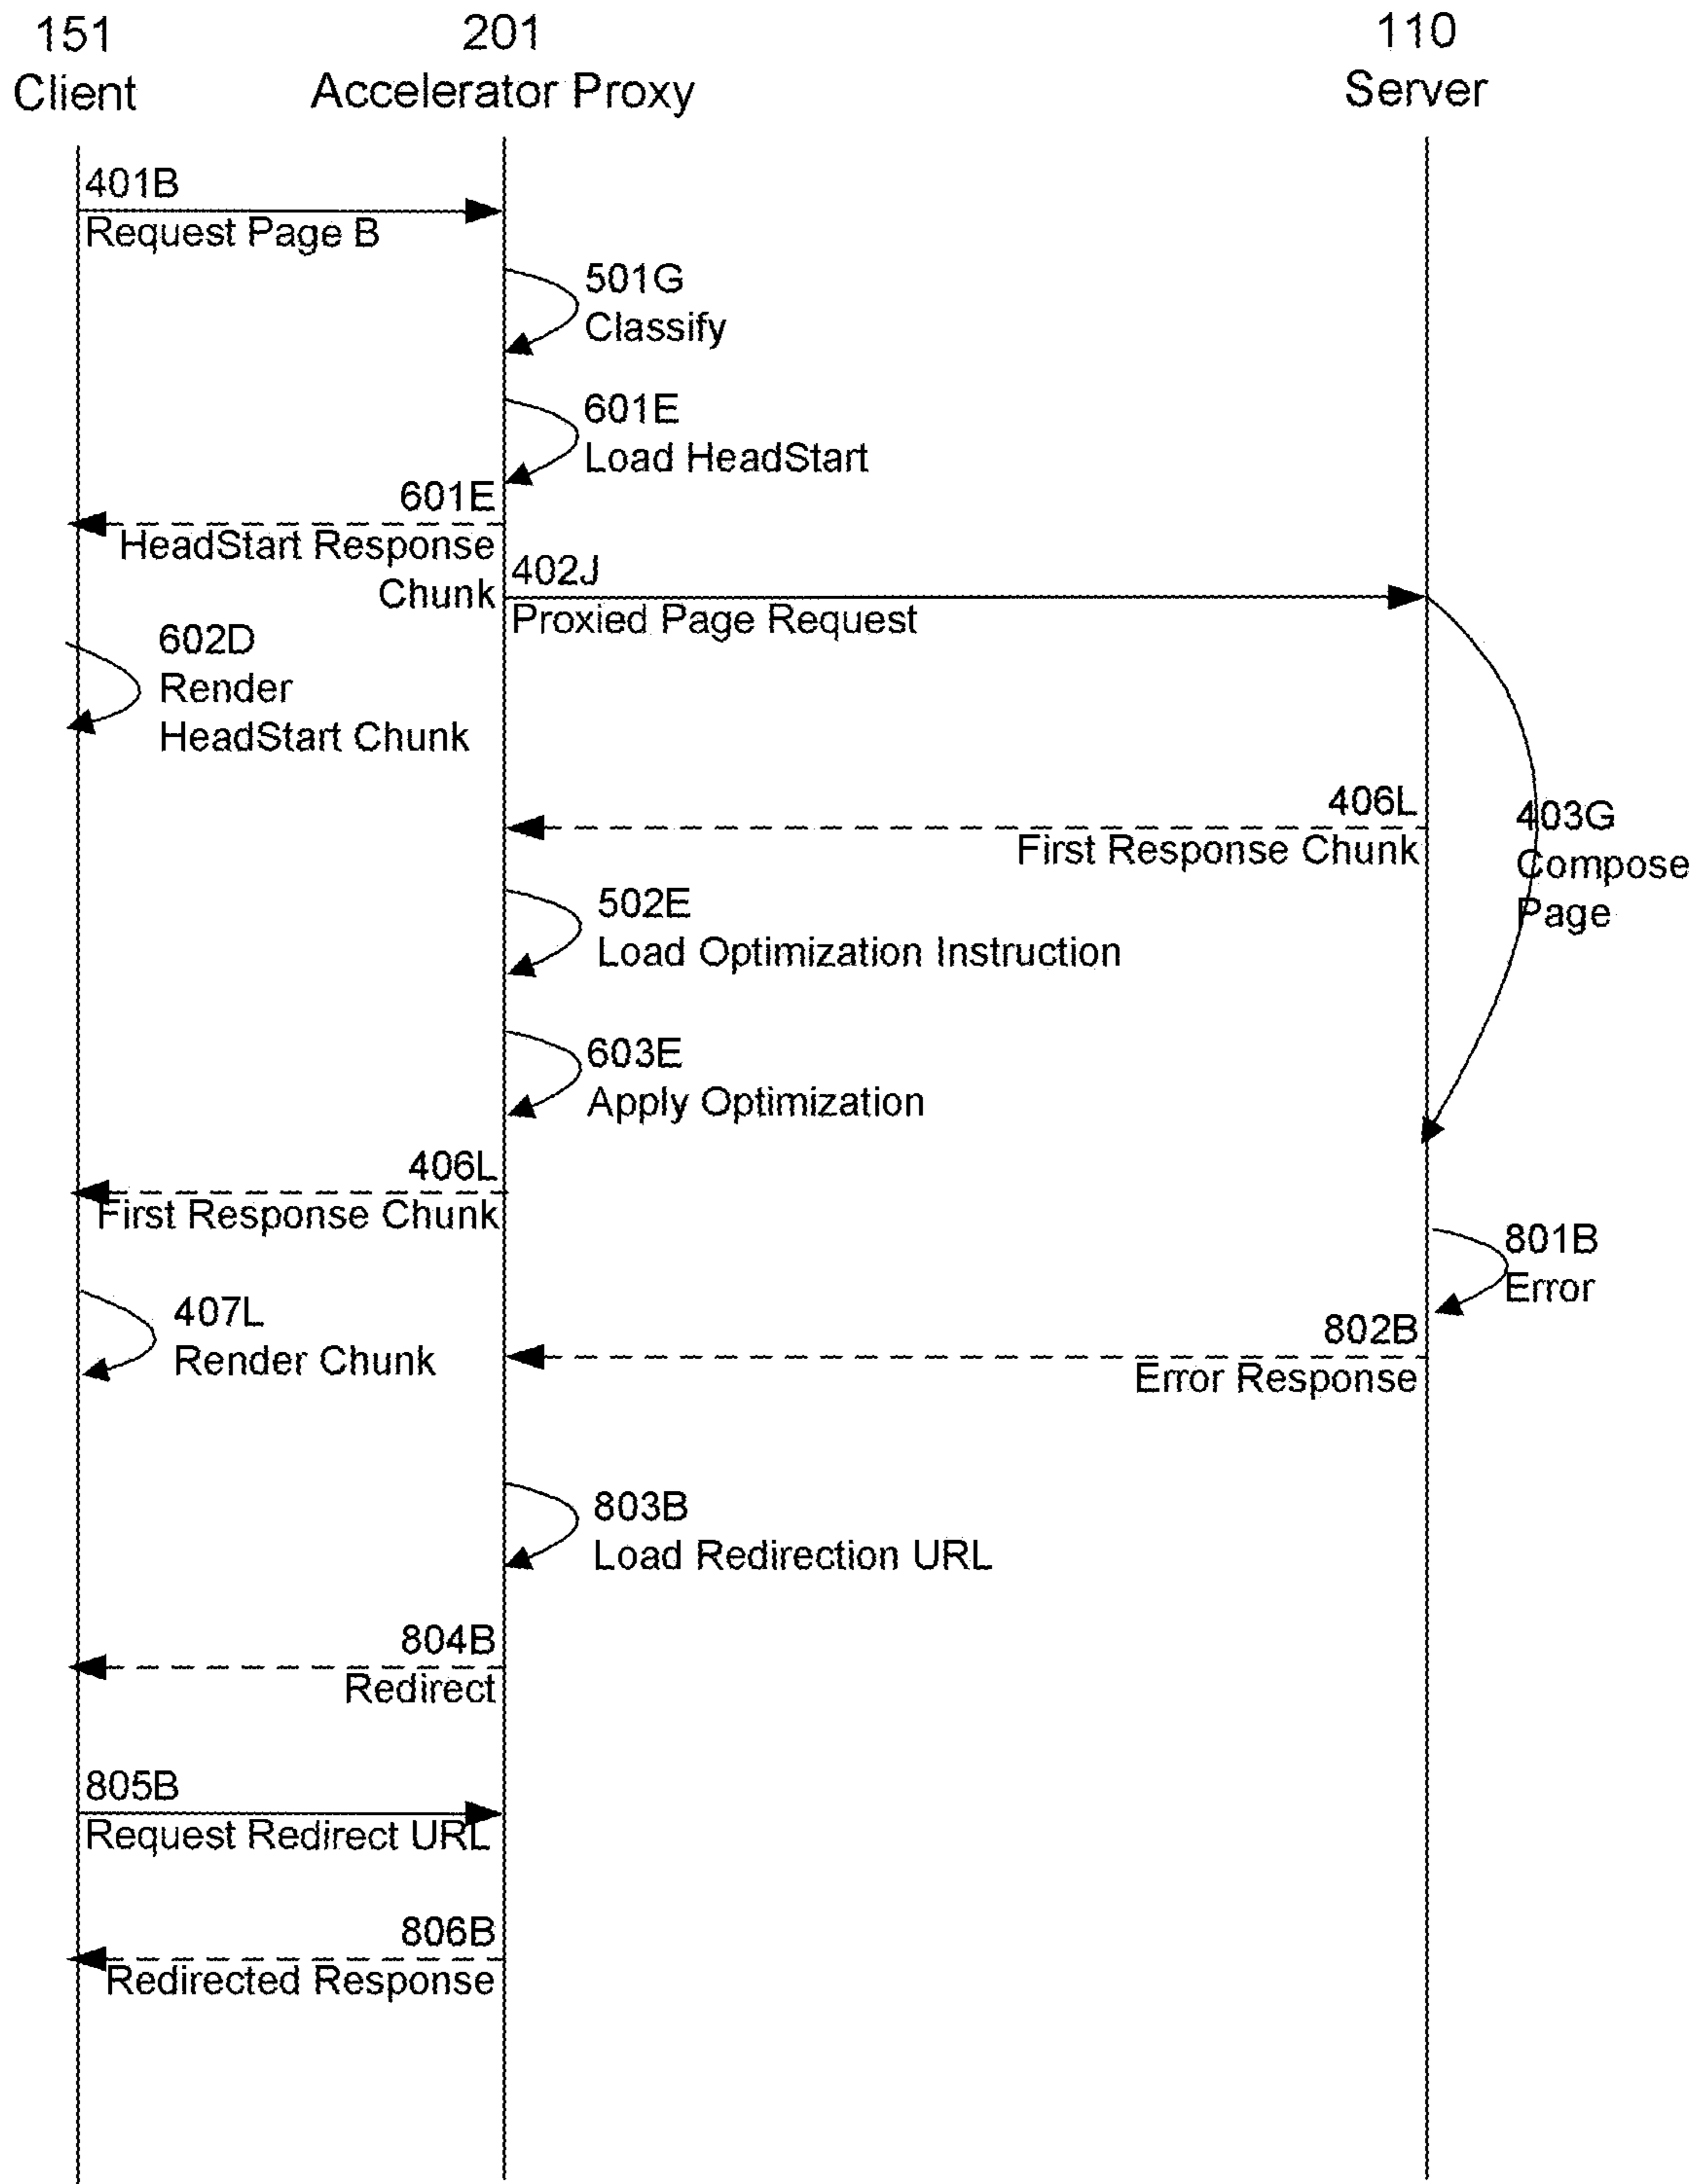 151
Client
201
Accelerator Proxy
110
Server
401B
Request Page B
501G
Classify
601E
Load HeadStart
601E
HeadStart Response
Chunk
402J
Proxied Page Request
602D
Render
HeadStart Chunk
406L
First Response Chunk
403G
Compose
Page
502E
Load Optimization Instruction
603E
Apply Optimization
406L
First Response Chunk
801B
Error
407L
Render Chunk
802B
Error Response
803B
Load Redirection URL
804B
Redirect
805B
Request Redirect URL
806B
Redirected Response